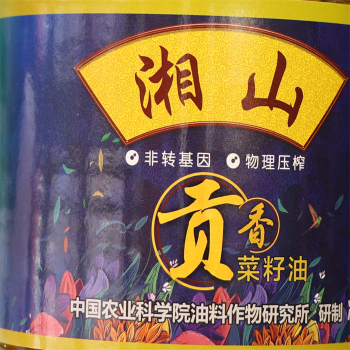 湘山
非转基因 物理压榨
贡香
菜籽油
中国农业科学院油料作物研究所 研制